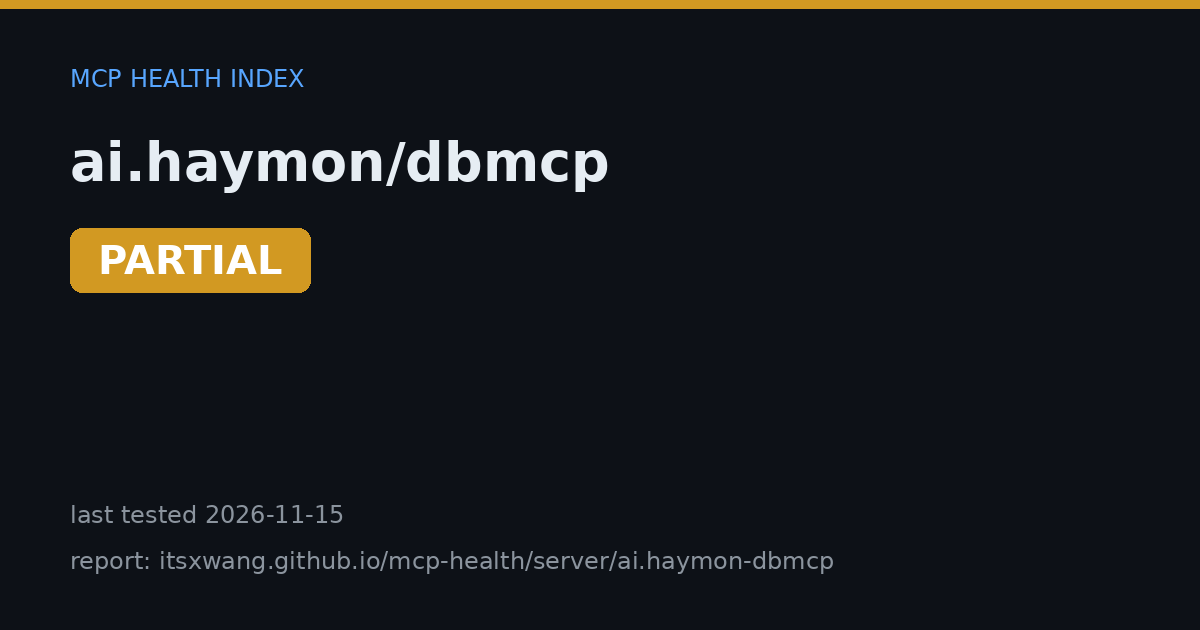 MCP HEALTH INDEX
ai.haymon/dbmcp
PARTIAL
last tested 2026-11-15
report: itsxwang.github.io/mcp-health/server/ai.haymon-dbmcp